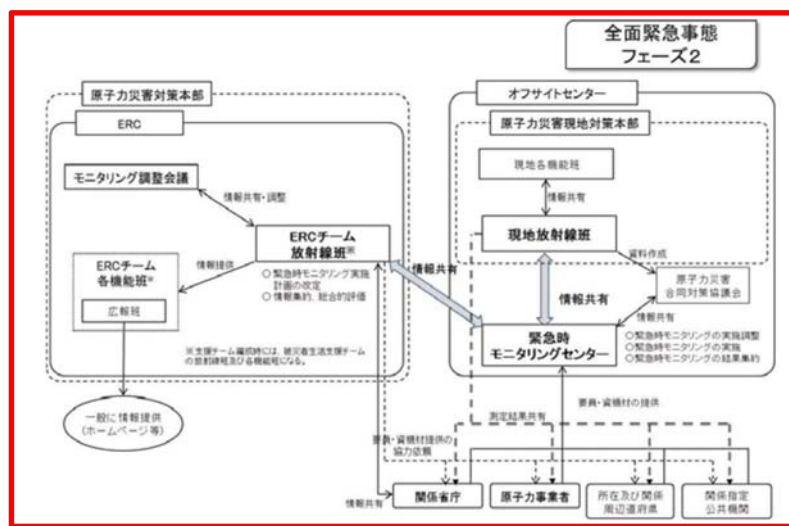 全面緊急事態
フェーズ2
原子力災害対策本部
ERC
モニタリング調整会議
情報共有・調整
ERCチーム
放射線班※
情報提供
ERCチーム
各機能班※
広報班
○緊急時モニタリング実施
計画の改定
○情報集約、総合的評価
※支援チーム編成時には、被災者生活支援チーム
の放射線班及び各機能班になる。
一般に情報提供
(ホームページ等)
情報共有
オフサイトセンター
原子力災害現地対策本部
現地各機能班
情報共有
現地放射線班
資料作成
原子力災害
合同対策協議会
情報共有
情報共有
緊急時
モニタリングセンター
○緊急時モニタリングの実施調整
○緊急時モニタリングの実施
○緊急時モニタリングの結果集約
要員・資機材の提供
測定結果共有
要員・資機材提供の
協力依頼
情報共有
関係省庁
原子力事業者
所在及び関係
周辺道府県
関係指定
公共機関